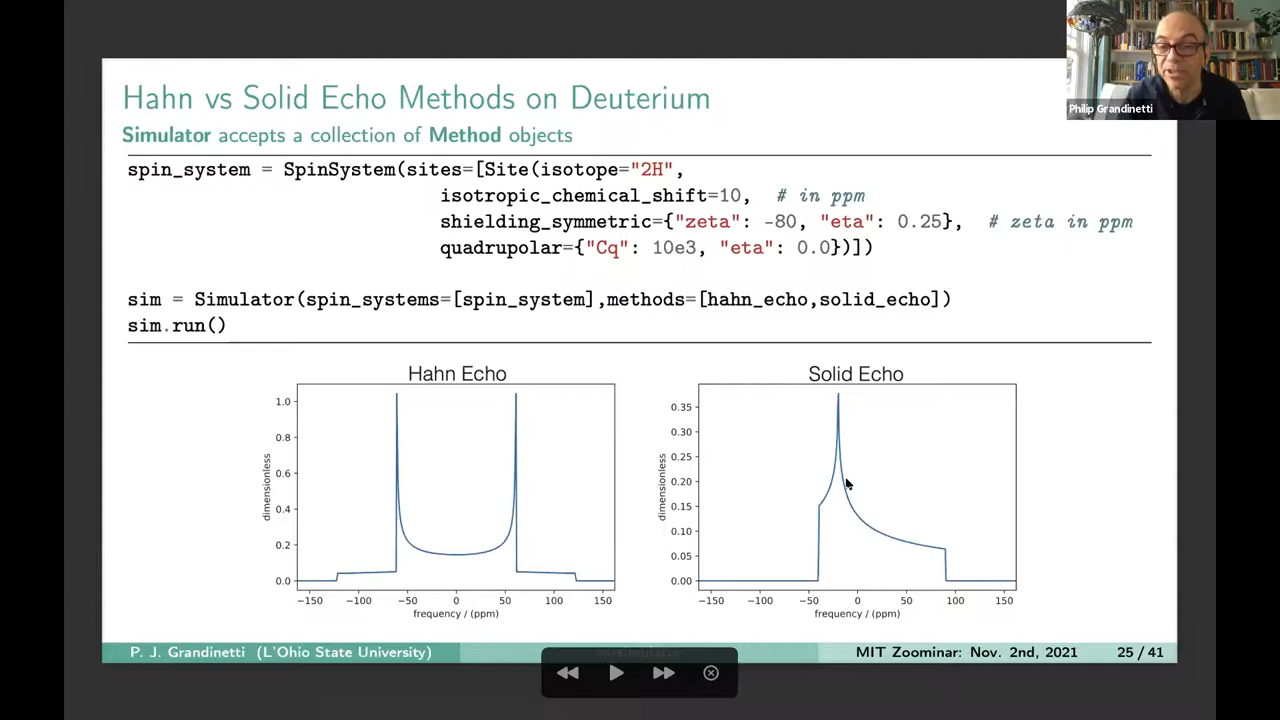 Hahn vs Solid Echo Methods on Deuterium
Simulator accepts a collection of Method objects
spin_system = SpinSystem(sites=[Site(isotope="2H",
isotropic_chemical_shift=10, # in ppm
shielding_symmetric={"zeta": -80, "eta": 0.25}, # zeta in ppm
quadrupolar={"Cq": 10e3, "eta": 0.0})])
sim = Simulator(spin_systems=[spin_system],methods=[hahn_echo,solid_echo])
sim.run()
Hahn Echo
1.0
0.8
0.6
0.4
0.2
0.0
dimensionless
−150 −100 −50 0 50 100 150
frequency / (ppm)
Solid Echo
0.35
0.30
0.25
0.20
0.15
0.10
0.05
0.00
dimensionless
−150 −100 −50 0 50 100 150
frequency / (ppm)
P. J. Grandinetti (L'Ohio State University)
MIT Zoominar: Nov. 2nd, 2021 25 / 41
Philip Grandinetti